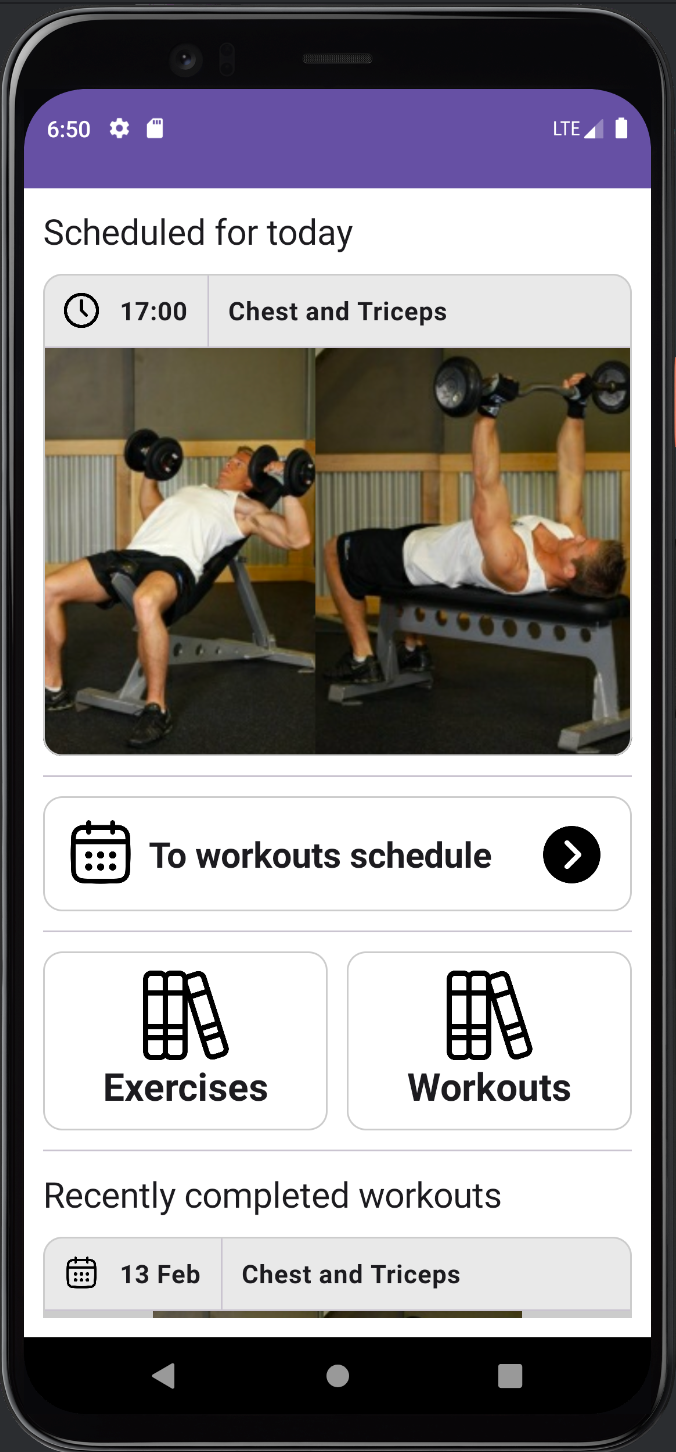 6:50 LTE
Scheduled for today
17:00 Chest and Triceps
To workouts schedule
Exercises Workouts
Recently completed workouts
13 Feb Chest and Triceps